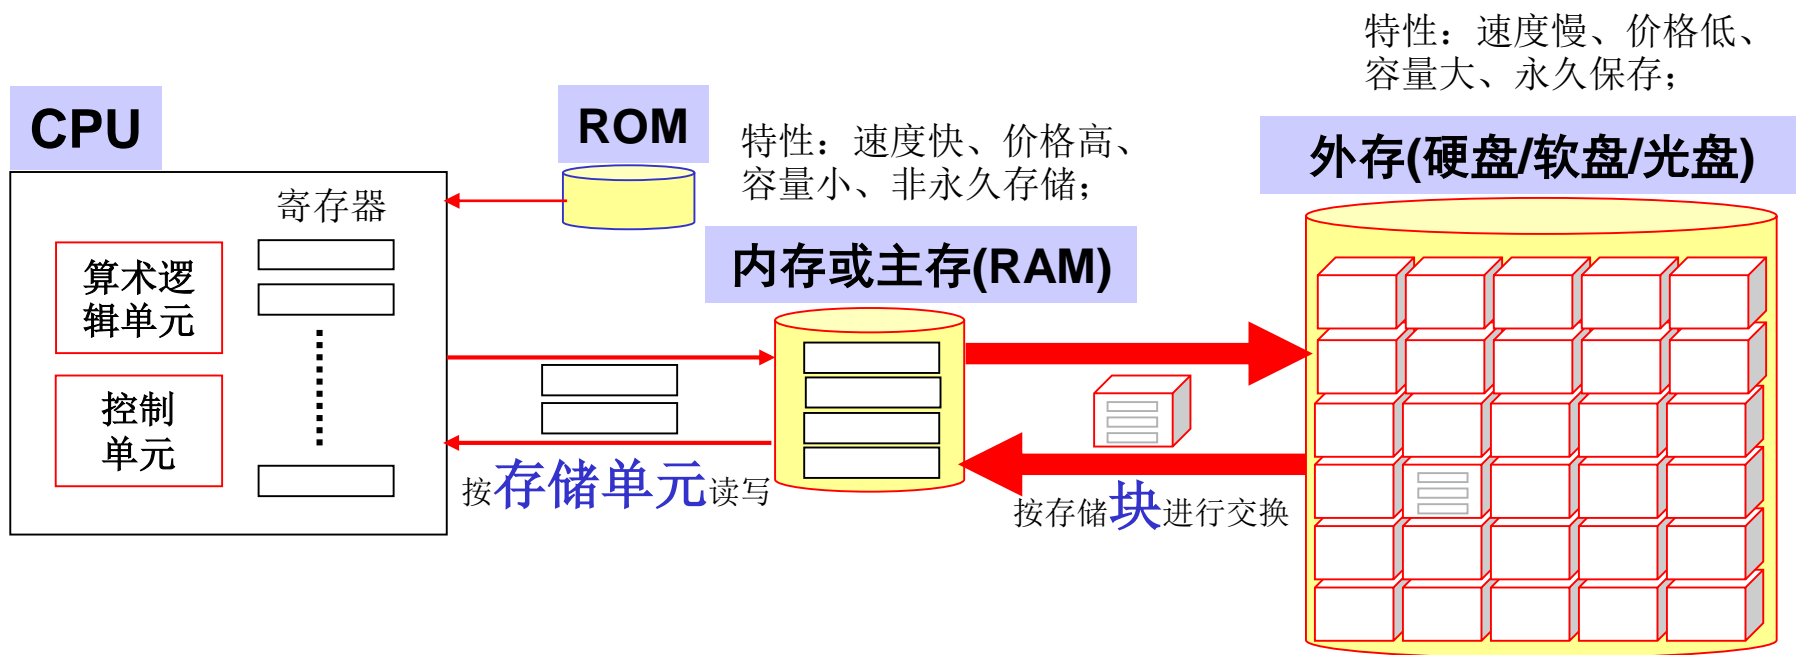 特性：速度慢、价格低、
容量大、永久保存；
CPU
ROM
特性：速度快、价格高、
容量小、非永久存储；
外存(硬盘/软盘/光盘)
寄存器
内存或主存(RAM)
算术逻
辑单元
控制
单元
按存储单元读写
按存储块进行交换